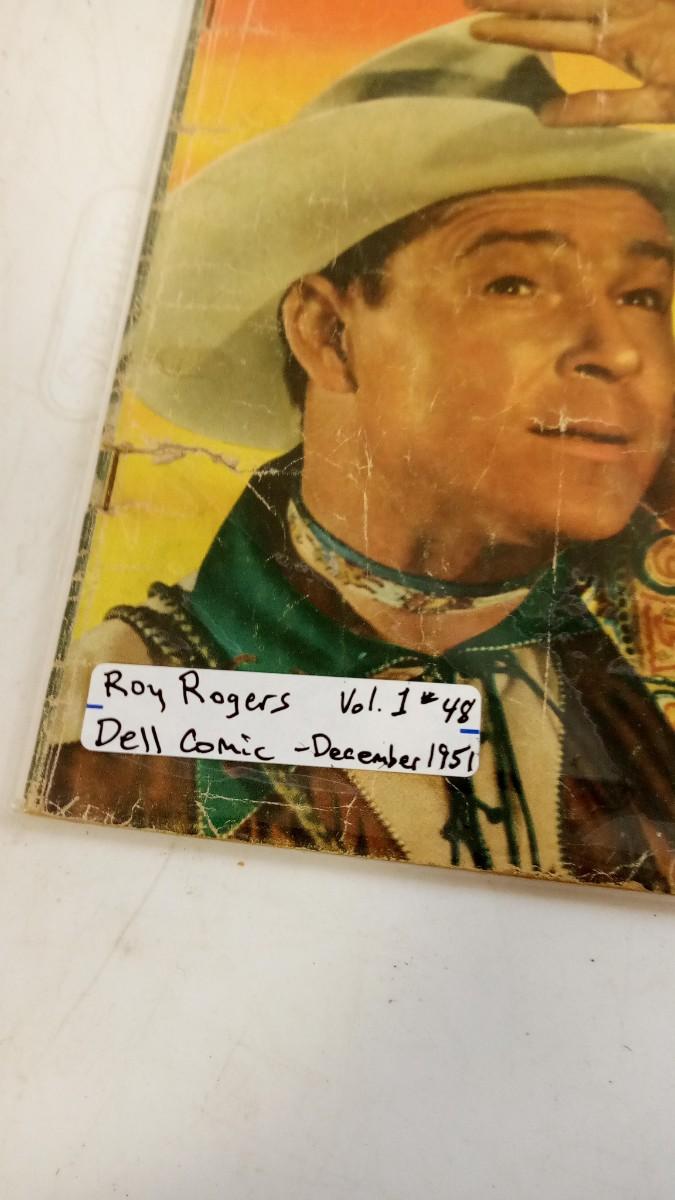 Roy Rogers Vol. 1 #48
Dell Comic - December 1951